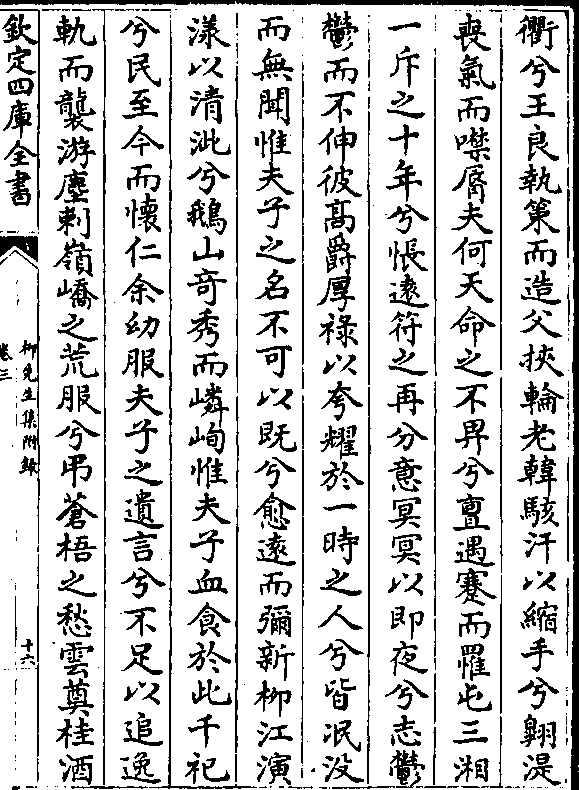 衢兮王良執策而造父挾輪老韓駭汗以縮手兮翺湜
喪氣而噤脣夫何天命之不畀兮亶遇蹇而罹屯三湘
一斥之十年兮悵逺符之再分意冥冥以即夜兮志鬱
鬱而不伸彼髙爵厚祿以夸耀於一時之人兮皆泯没
而無聞惟夫子之名不可以既兮愈逺而彌新柳江演
漾以清泚兮鵝山竒秀而嶙峋惟夫子血食於此千祀
兮民至今而懷仁余幼服夫子之遺言兮不足以追逸
軌而襲游塵剌嶺嶠之荒服兮弔蒼梧之愁雲奠桂酒
欽定四庫全書
柳先生集附錄
卷三
十六